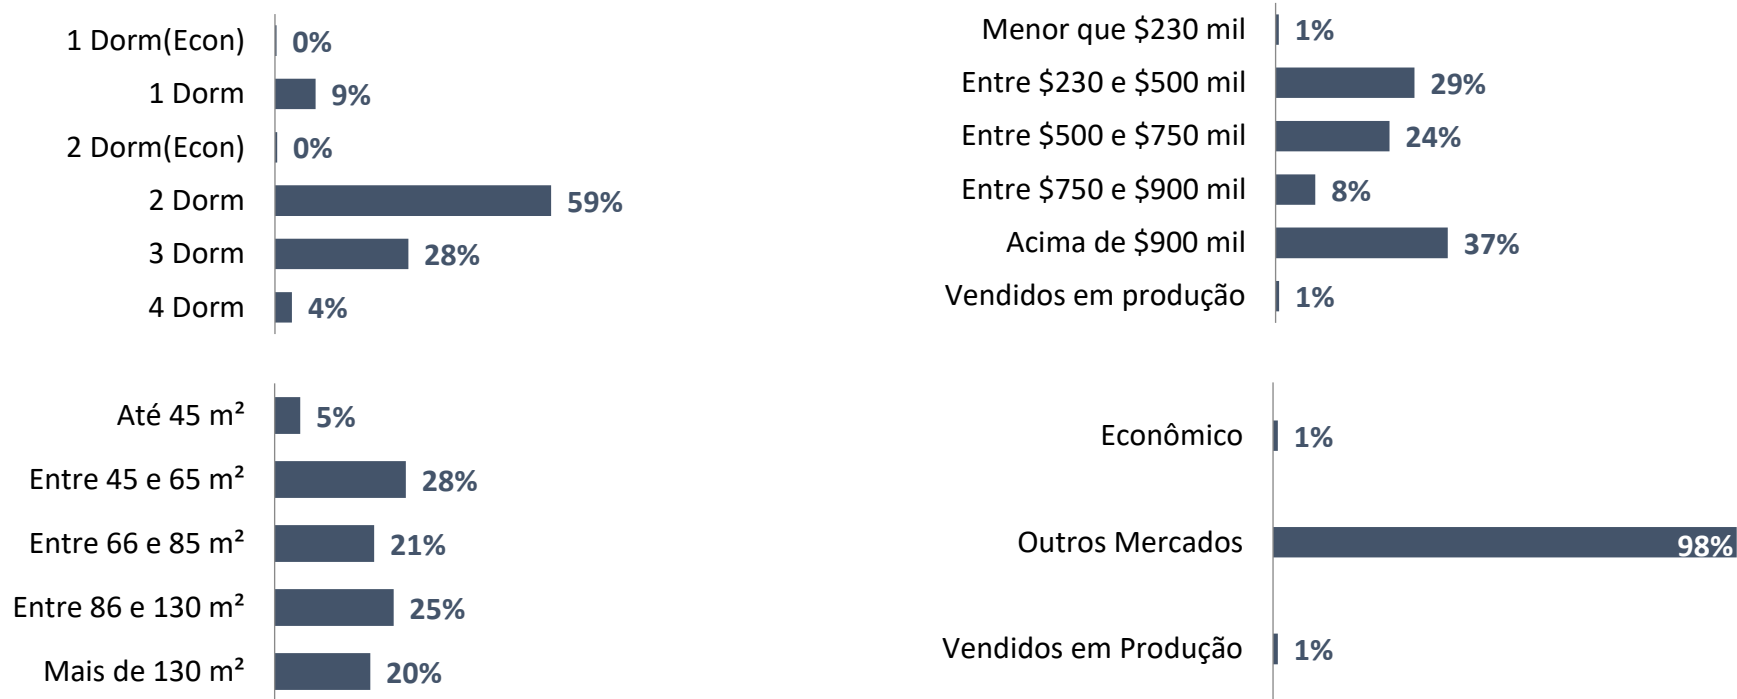 1 Dorm(Econ) 0%
1 Dorm 9%
2 Dorm(Econ) 0%
2 Dorm 59%
3 Dorm 28%
4 Dorm 4%
Menor que $230 mil 1%
Entre $230 e $500 mil 29%
Entre $500 e $750 mil 24%
Entre $750 e $900 mil 8%
Acima de $900 mil 37%
Vendidos em produção 1%
Até 45 m² 5%
Entre 45 e 65 m² 28%
Entre 66 e 85 m² 21%
Entre 86 e 130 m² 25%
Mais de 130 m² 20%
Econômico 1%
Outros Mercados 98%
Vendidos em Produção 1%